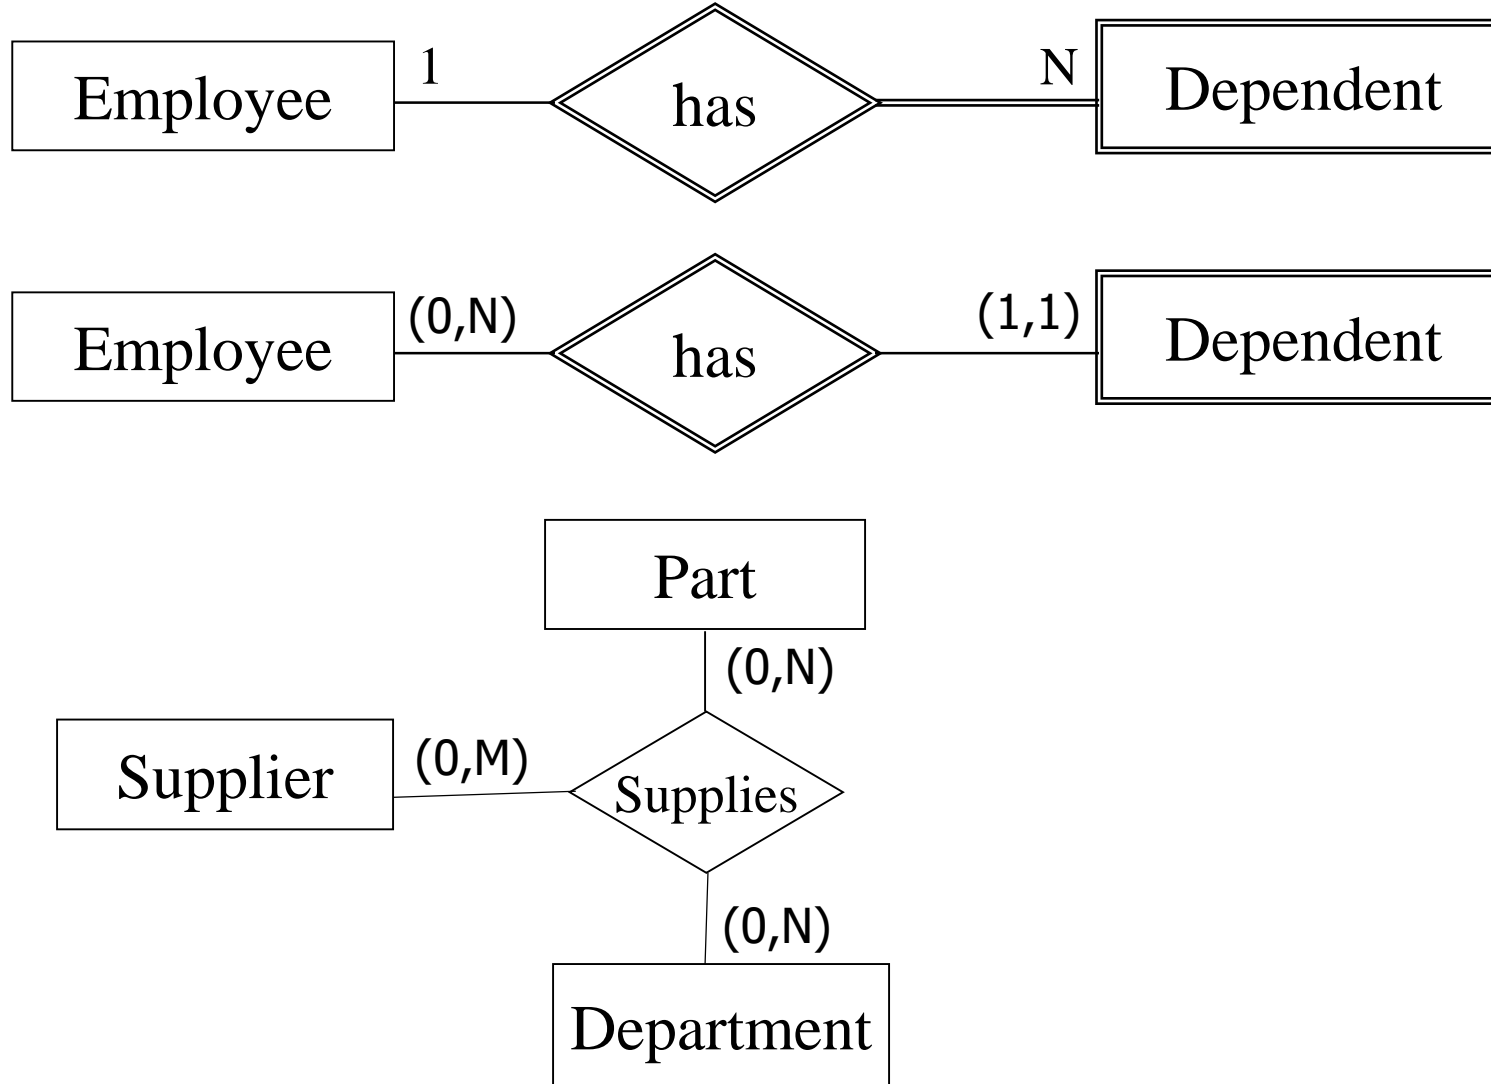 Employee 1 has N Dependent
Employee (0,N) has (1,1) Dependent
Part
(0,N)
Supplier (0,M) Supplies
(0,N)
Department